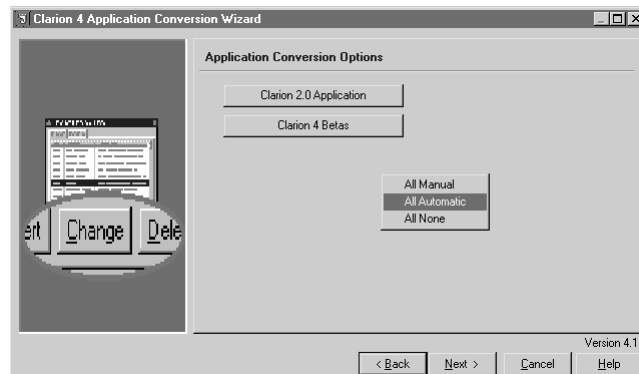 Clarion 4 Application Conversion Wizard
Application Conversion Options
Clarion 2.0 Application
Clarion 4 Betas
All Manual
All Automatic
All None
ert Change Dele
Version 4.1
< Back Next > Cancel Help